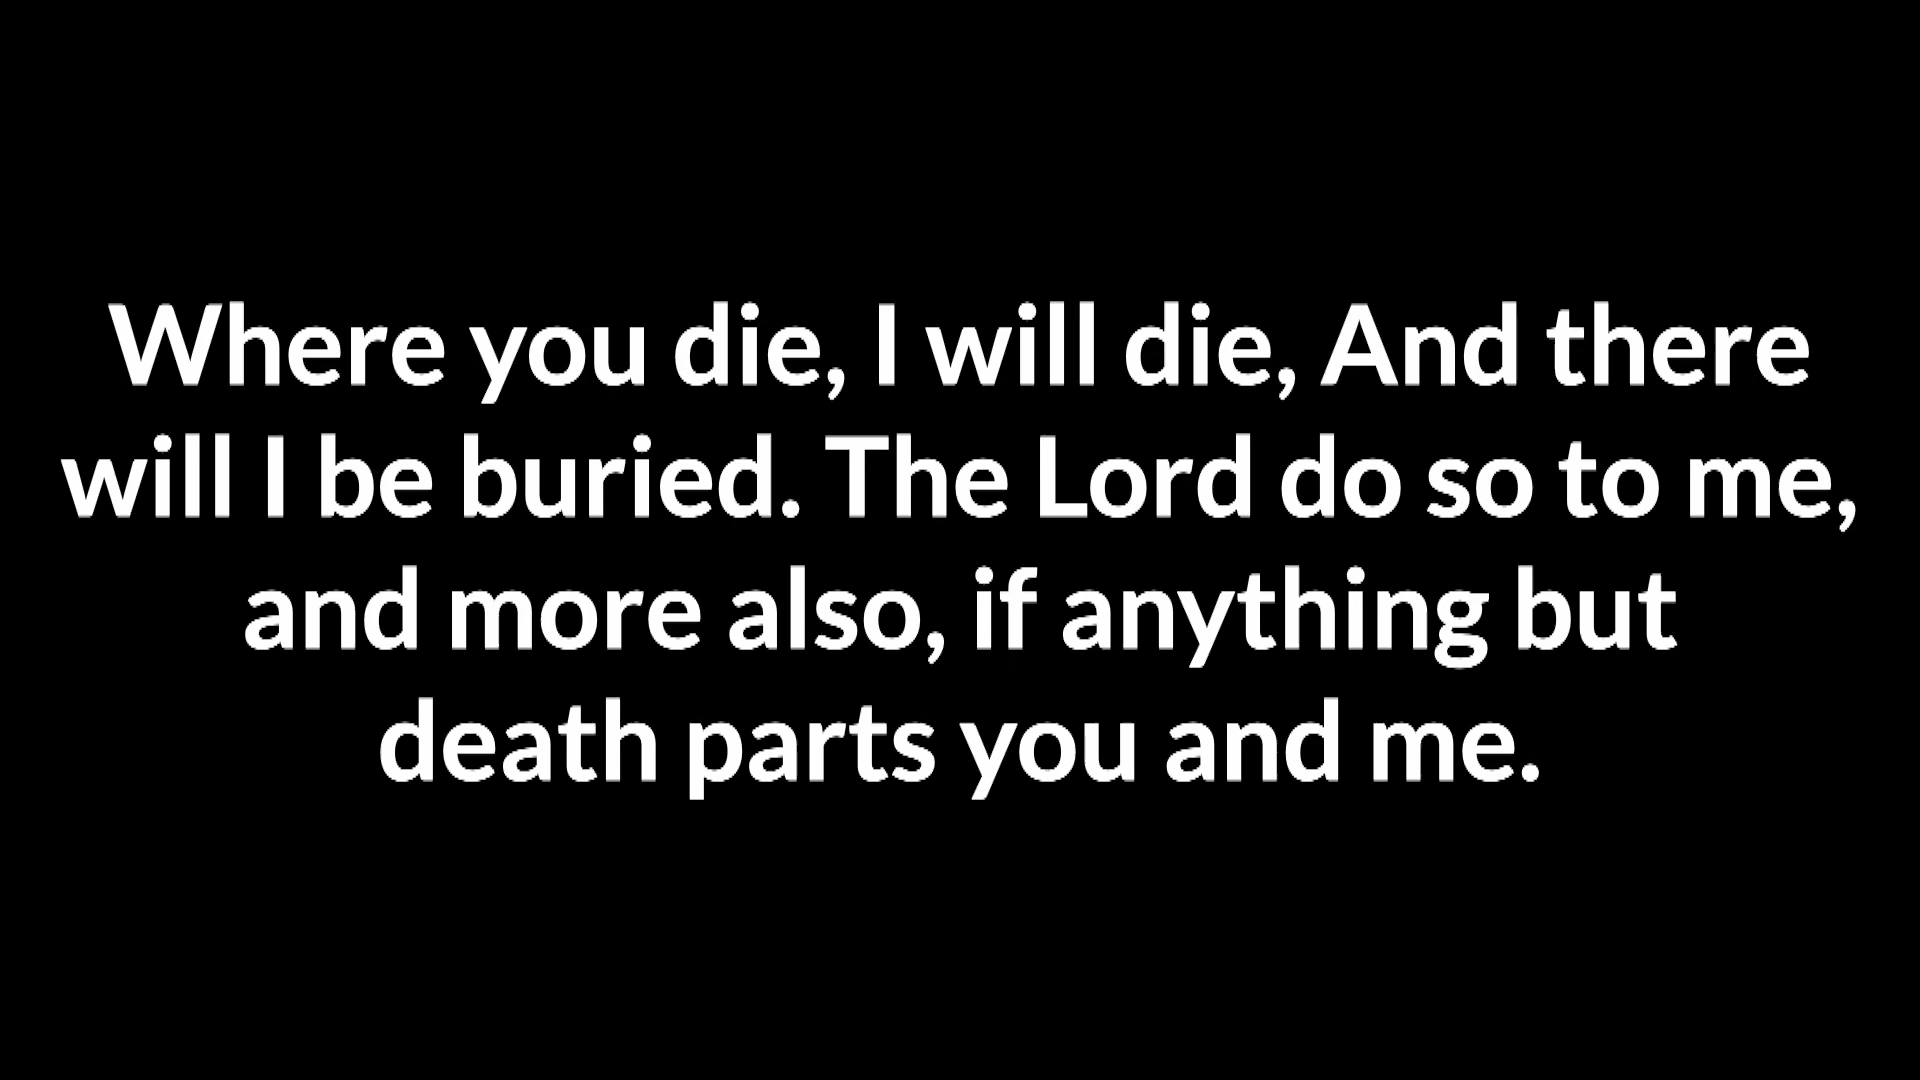 Where you die, I will die, And there
will I be buried. The Lord do so to me,
and more also, if anything but
death parts you and me.